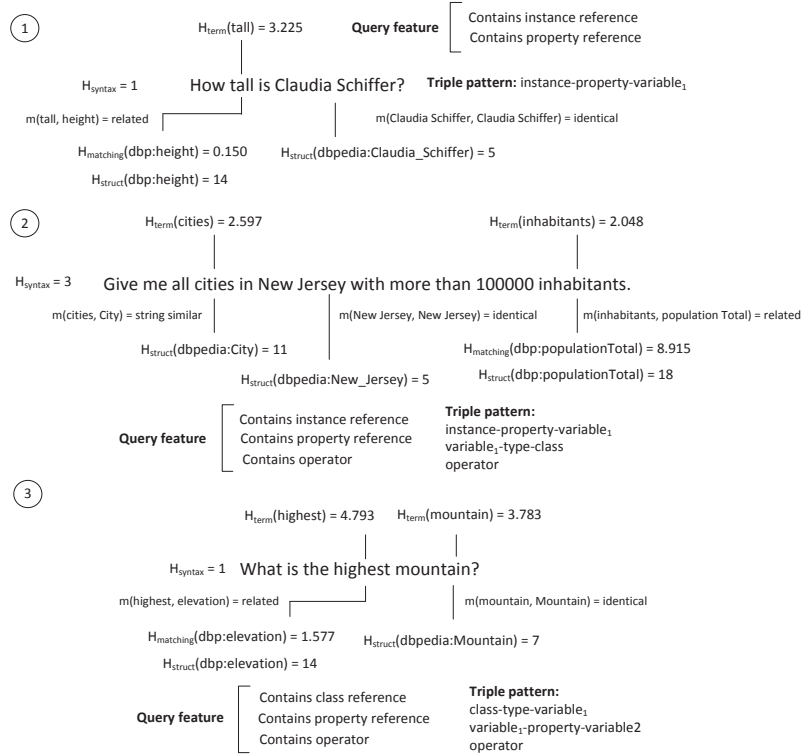 1
H_term(tall) = 3.225
Query feature
Contains instance reference
Contains property reference
H_syntax = 1
How tall is Claudia Schiffer?
Triple pattern: instance-property-variable_1
m(tall, height) = related
m(Claudia Schiffer, Claudia Schiffer) = identical
H_matching(dbp:height) = 0.150
H_struct(dbpedia:Claudia_Schiffer) = 5
H_struct(dbp:height) = 14
2
H_term(cities) = 2.597
H_term(inhabitants) = 2.048
H_syntax = 3
Give me all cities in New Jersey with more than 100000 inhabitants.
m(cities, City) = string similar
m(New Jersey, New Jersey) = identical
m(inhabitants, population Total) = related
H_struct(dbpedia:City) = 11
H_matching(dbp:populationTotal) = 8.915
H_struct(dbpedia:New_Jersey) = 5
H_struct(dbp:populationTotal) = 18
Query feature
Contains instance reference
Contains property reference
Contains operator
Triple pattern:
instance-property-variable_1
variable_1-type-class
operator
3
H_term(highest) = 4.793
H_term(mountain) = 3.783
H_syntax = 1
What is the highest mountain?
m(highest, elevation) = related
m(mountain, Mountain) = identical
H_matching(dbp:elevation) = 1.577
H_struct(dbpedia:Mountain) = 7
H_struct(dbp:elevation) = 14
Query feature
Contains class reference
Contains property reference
Contains operator
Triple pattern:
class-type-variable_1
variable_1-property-variable2
operator